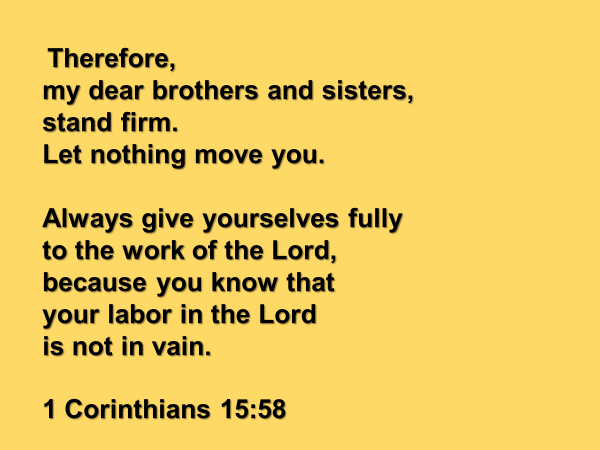 Therefore,
my dear brothers and sisters,
stand firm.
Let nothing move you.

Always give yourselves fully
to the work of the Lord,
because you know that
your labor in the Lord
is not in vain.

1 Corinthians 15:58